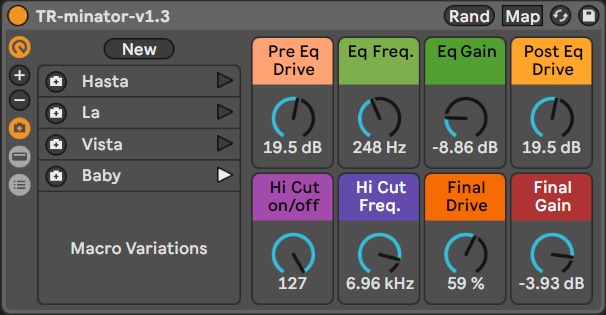 TR-minator-v1.3
Rand
Map
New
Hasta
La
Vista
Baby
Macro Variations
Pre Eq
Drive
19.5 dB
Eq Freq.
248 Hz
Eq Gain
-8.86 dB
Post Eq
Drive
19.5 dB
Hi Cut
on/off
127
Hi Cut
Freq.
6.96 kHz
Final
Drive
59 %
Final
Gain
-3.93 dB